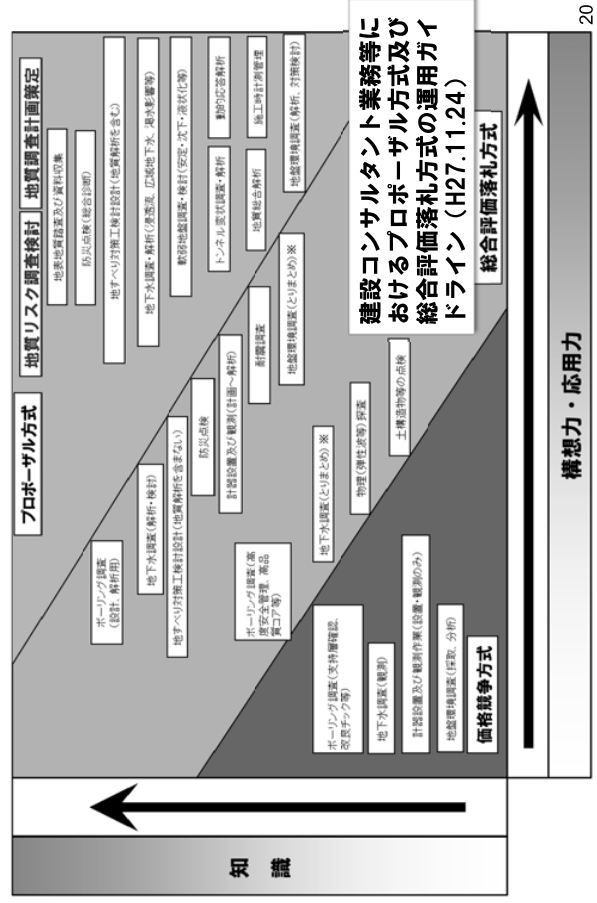 プロポーザル方式
地質リスク調査検討
地質調査計画策定
地表地質踏査及び資料収集
防災点検(総合診断)
地すべり対策工検討設計(地質解析を含む)
地下水調査・解析(浸透流、広域地下水、渇水影響等)
軟弱地盤調査・検討(安定・沈下・液状化等)
トンネル変状調査・解析
動的応答解析
地質総合解析
施工時計測管理
地盤環境調査(解析、対策検討)
ボーリング調査
(設計、解析用)
地下水調査(解析・検討)
地すべり対策工検討設計(地質解析を含まない)
防災点検
計器設置及び観測(計画~解析)
耐震調査
地盤環境調査(とりまとめ)※
ボーリング調査(高
度安全管理、高品
質コア等)
地下水調査(とりまとめ)※
物理(弾性波等)探査
土構造物等の点検
総合評価落札方式
ボーリング調査(支持層確認、
改良チェック等)
地下水調査(観測)
計器設置及び観測作業(設置・観測のみ)
地盤環境調査(採取、分析)
価格競争方式
建設コンサルタント業務等に
おけるプロポーザル方式及び
総合評価落札方式の運用ガイ
ドライン(H27.11.24)
知識
構想力・応用力
20